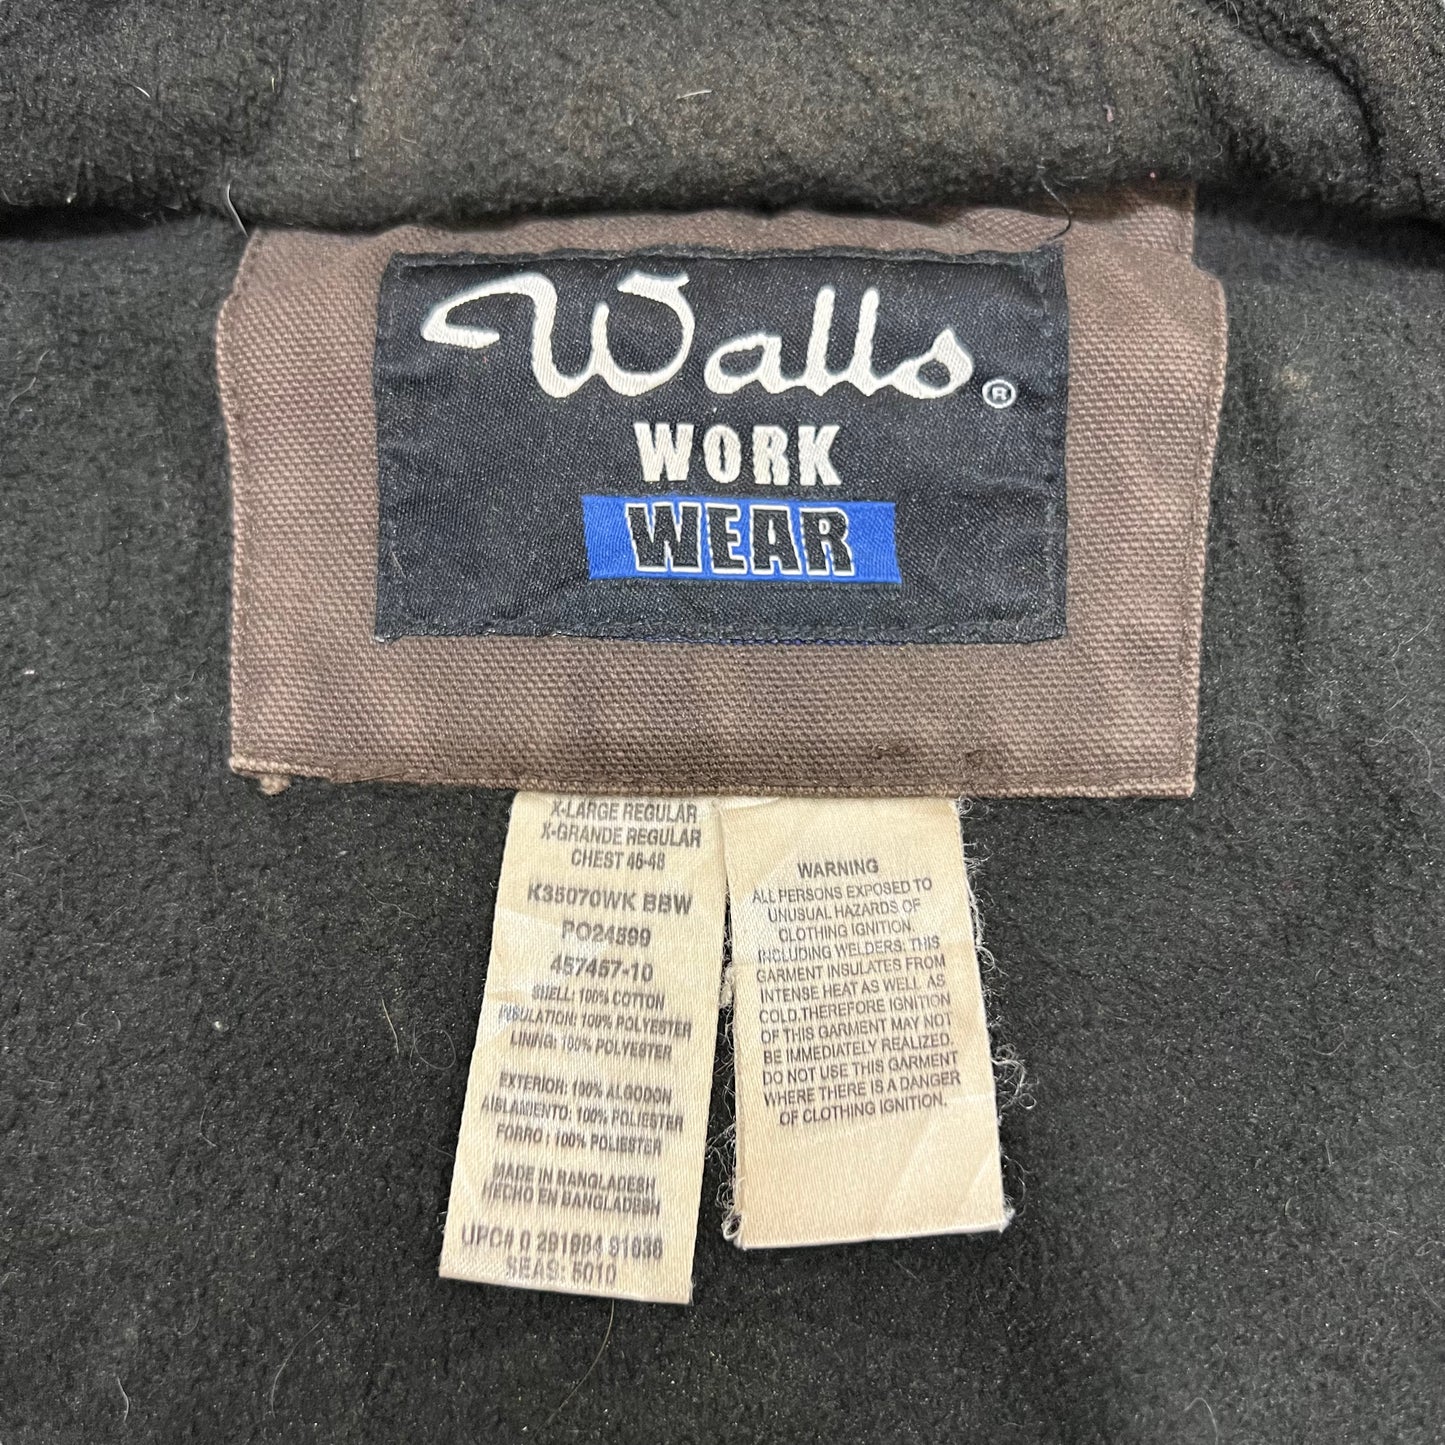 Walls®
WORK
WEAR
X-LARGE REGULAR
X-GRANDE REGULAR
CHEST 46-48
K35070WK BBW
PO24599
457457-10
SHELL: 100% COTTON
INSULATION: 100% POLYESTER
LINING: 100% POLYESTER
EXTERIOR: 100% ALGODON
AISLAMIENTO: 100% POLIESTER
FORRO : 100% POLIESTER
MADE IN BANGLADESH
HECHO EN BANGLADESH
UPC# 0 291984
SEAS: 5010
WARNING
ALL PERSONS EXPOSED TO
UNUSUAL HAZARDS OF
CLOTHING IGNITION.
INCLUDING WELDERS: THIS
GARMENT INSULATES FROM
INTENSE HEAT AS WELL AS
COLD,THEREFORE IGNITION
OF THIS GARMENT MAY NOT
BE IMMEDIATELY REALIZED.
DO NOT USE THIS GARMENT
WHERE THERE IS A DANGER
OF CLOTHING IGNITION.